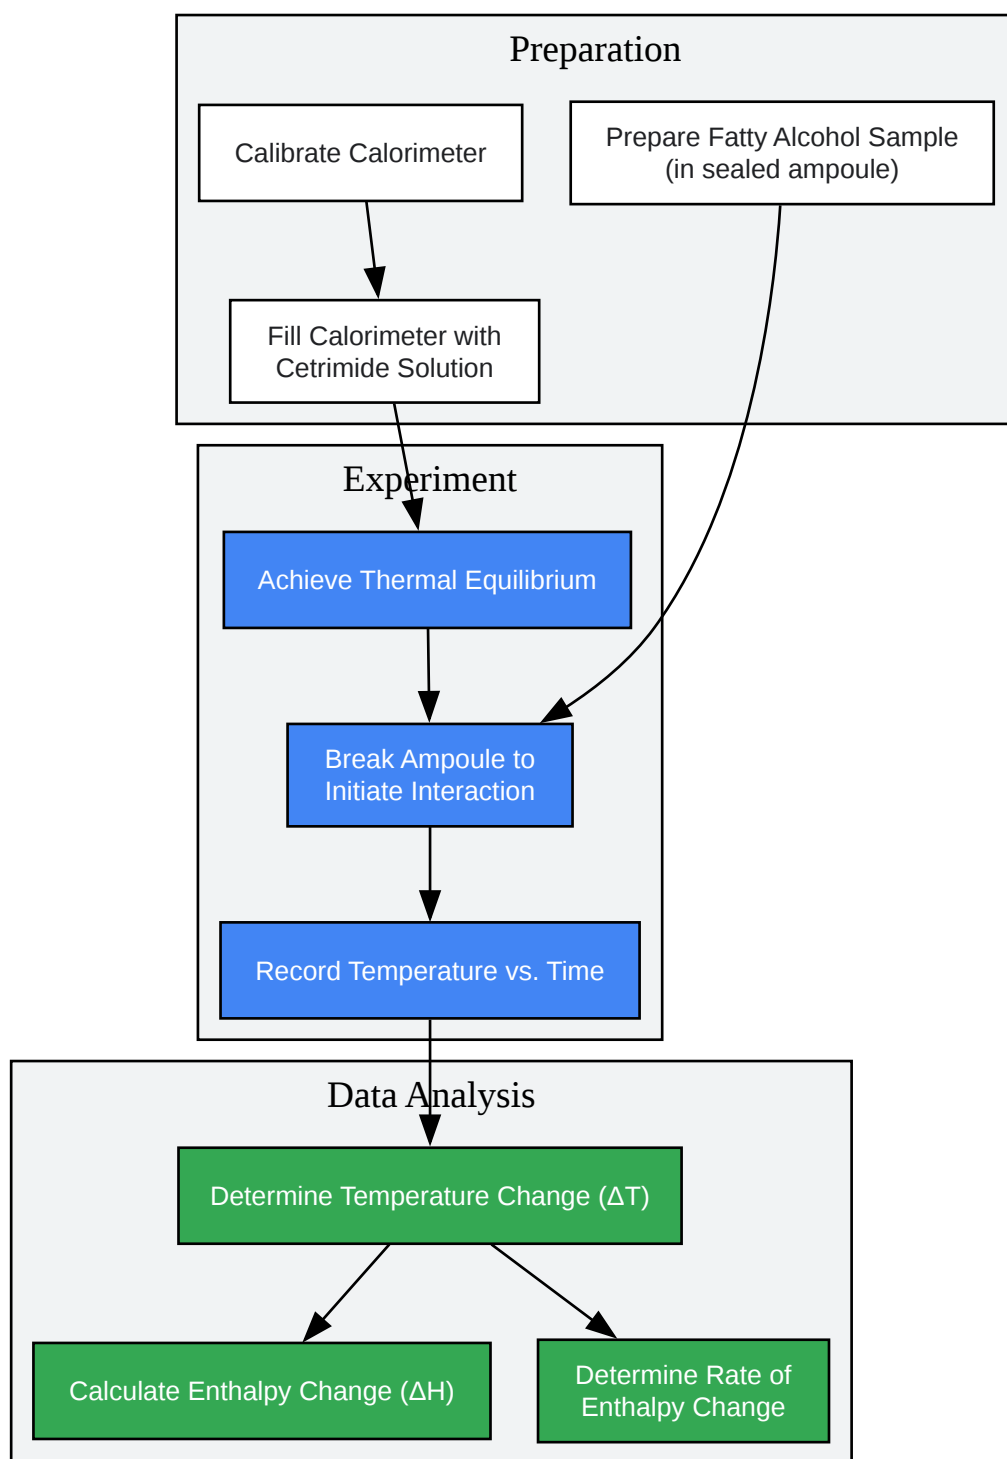 Preparation
Calibrate Calorimeter
Prepare Fatty Alcohol Sample
(in sealed ampoule)
Fill Calorimeter with
Cetrimide Solution
Experiment
Achieve Thermal Equilibrium
Break Ampoule to
Initiate Interaction
Record Temperature vs. Time
Data Analysis
Determine Temperature Change (ΔT)
Calculate Enthalpy Change (ΔH)
Determine Rate of
Enthalpy Change